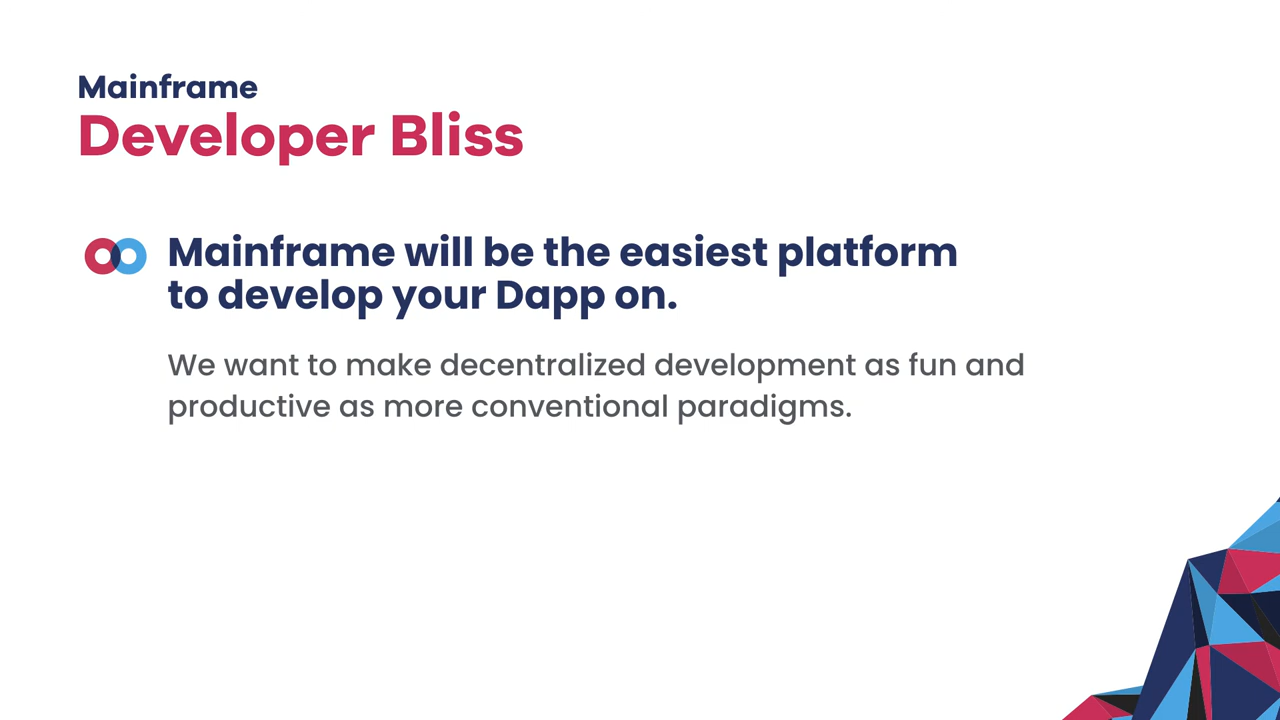 Mainframe
Developer Bliss
Mainframe will be the easiest platform
to develop your Dapp on.
We want to make decentralized development as fun and
productive as more conventional paradigms.